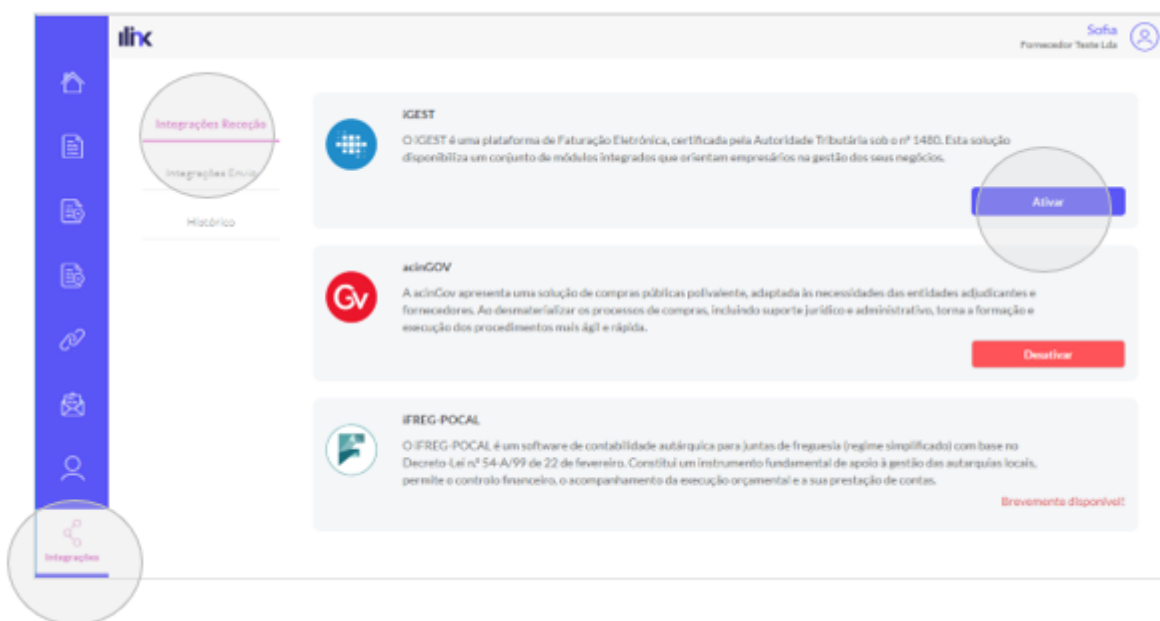 ilink
Sofia
Fornecedor Teste Lda
Integrações Receção
Integrações Envio
Histórico
iGEST
O iGEST é uma plataforma de Faturação Eletrónica, certificada pela Autoridade Tributária sob o nº 1480. Esta solução
disponibiliza um conjunto de módulos integrados que orientam empresários na gestão dos seus negócios.
Ativar
acinGOV
Gv
A acinGov apresenta uma solução de compras públicas polivalente, adaptada às necessidades das entidades adjudicantes e
fornecedores. Ao desmaterializar os processos de compras, incluindo suporte jurídico e administrativo, torna a formação e
execução dos procedimentos mais ágil e rápida.
Desativar
iFREG-POCAL
O iFREG-POCAL é um software de contabilidade autárquica para juntas de freguesia (regime simplificado) com base no
Decreto-Lei nº 54-A/99 de 22 de fevereiro. Constitui um instrumento fundamental de apoio à gestão das autarquias locais,
permite o controlo financeiro, o acompanhamento da execução orçamental e a sua prestação de contas.
Brevemente disponível!
Integrações